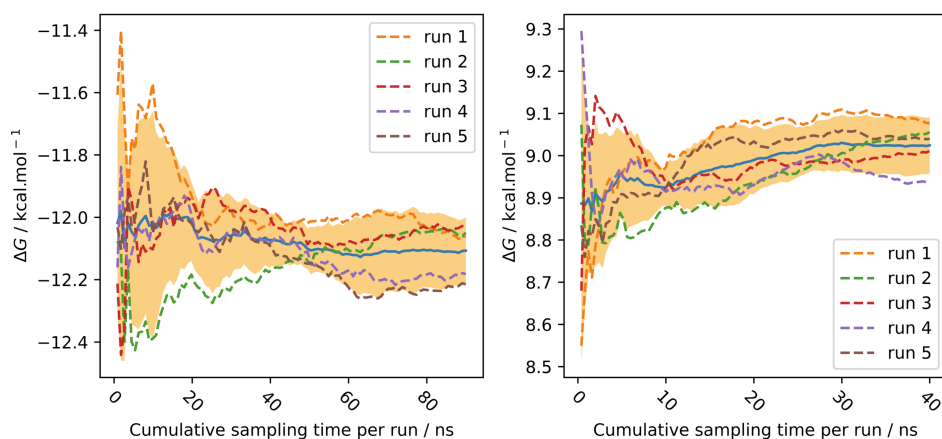 −11.4
−11.6
−11.8
−12.0
−12.2
−12.4
ΔG / kcal.mol⁻¹
0
20
40
60
80
Cumulative sampling time per run / ns
run 1
run 2
run 3
run 4
run 5
9.3
9.2
9.1
9.0
8.9
8.8
8.7
8.6
8.5
ΔG / kcal.mol⁻¹
0
10
20
30
40
Cumulative sampling time per run / ns
run 1
run 2
run 3
run 4
run 5